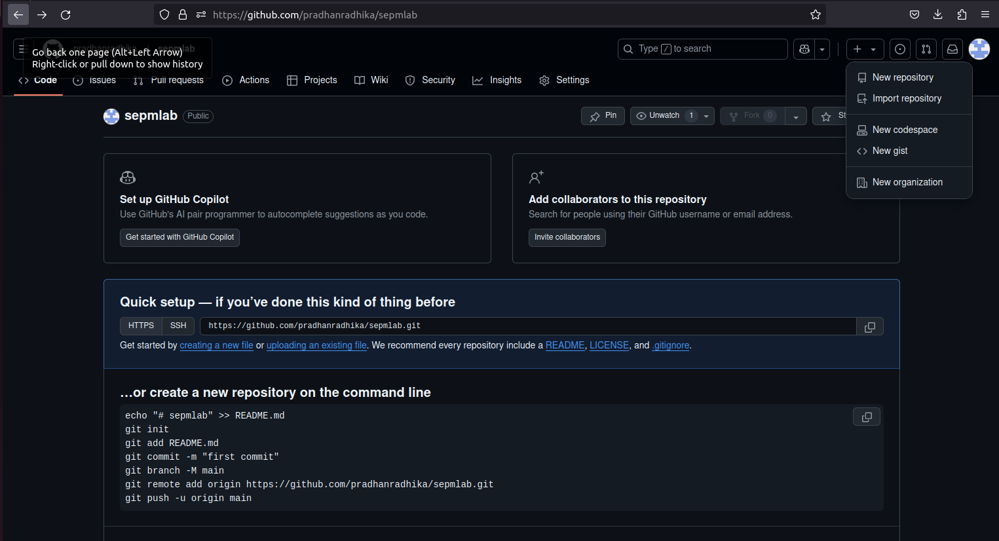 https://github.com/pradhanradhika/sepmlab
Go back one page (Alt+Left Arrow)
Right-click or pull down to show history
Type / to search
Code
Issues
Pull requests
Actions
Projects
Wiki
Security
Insights
Settings
New repository
Import repository
New codespace
New gist
New organization
sepmlab
Public
Pin
Unwatch 1
Fork 0
St
Set up GitHub Copilot
Use GitHub's AI pair programmer to autocomplete suggestions as you code.
Get started with GitHub Copilot
Add collaborators to this repository
Search for people using their GitHub username or email address.
Invite collaborators
Quick setup — if you’ve done this kind of thing before
HTTPS SSH https://github.com/pradhanradhika/sepmlab.git
Get started by creating a new file or uploading an existing file. We recommend every repository include a README, LICENSE, and .gitignore.
…or create a new repository on the command line
echo "# sepmlab" >> README.md
git init
git add README.md
git commit -m "first commit"
git branch -M main
git remote add origin https://github.com/pradhanradhika/sepmlab.git
git push -u origin main